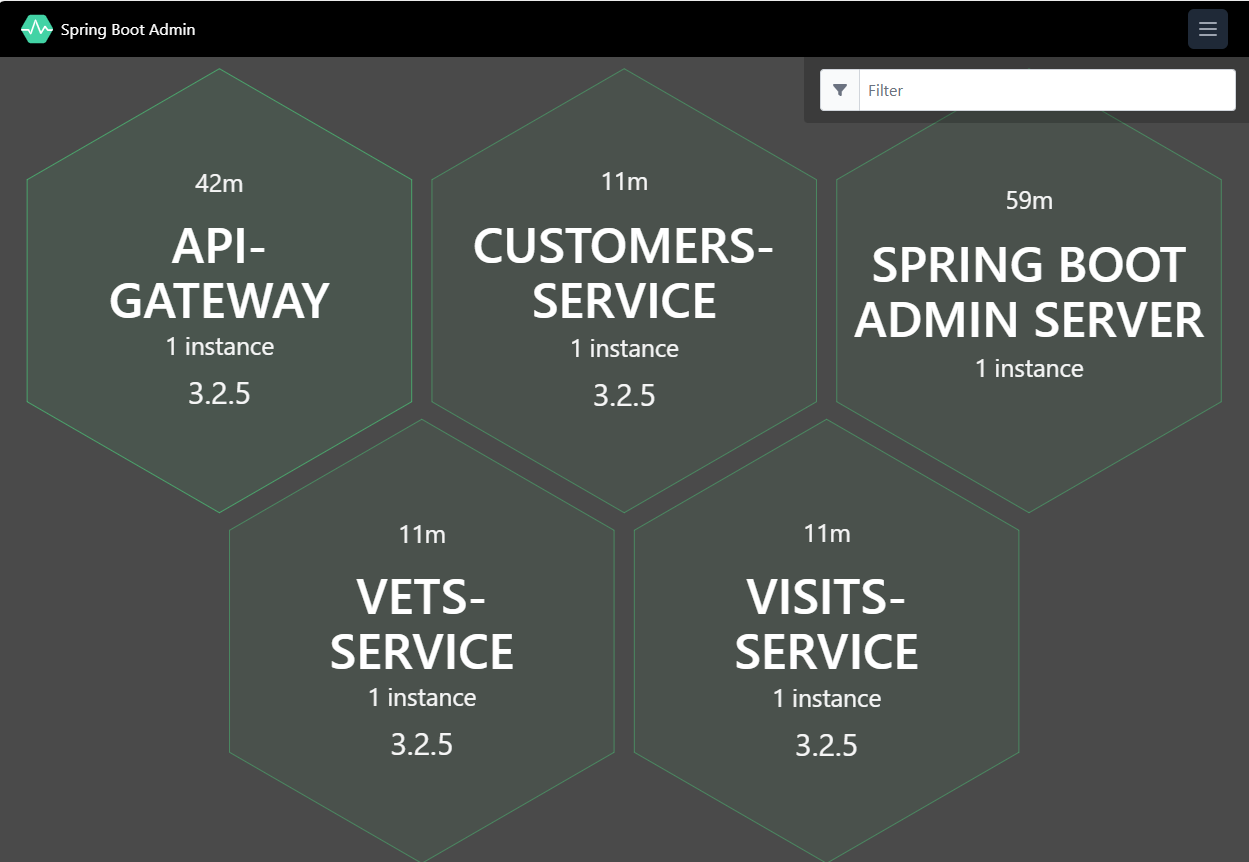 Spring Boot Admin
Filter
42m
API-
GATEWAY
1 instance
3.2.5
11m
CUSTOMERS-
SERVICE
1 instance
3.2.5
59m
SPRING BOOT
ADMIN SERVER
1 instance
11m
VETS-
SERVICE
1 instance
3.2.5
11m
VISITS-
SERVICE
1 instance
3.2.5